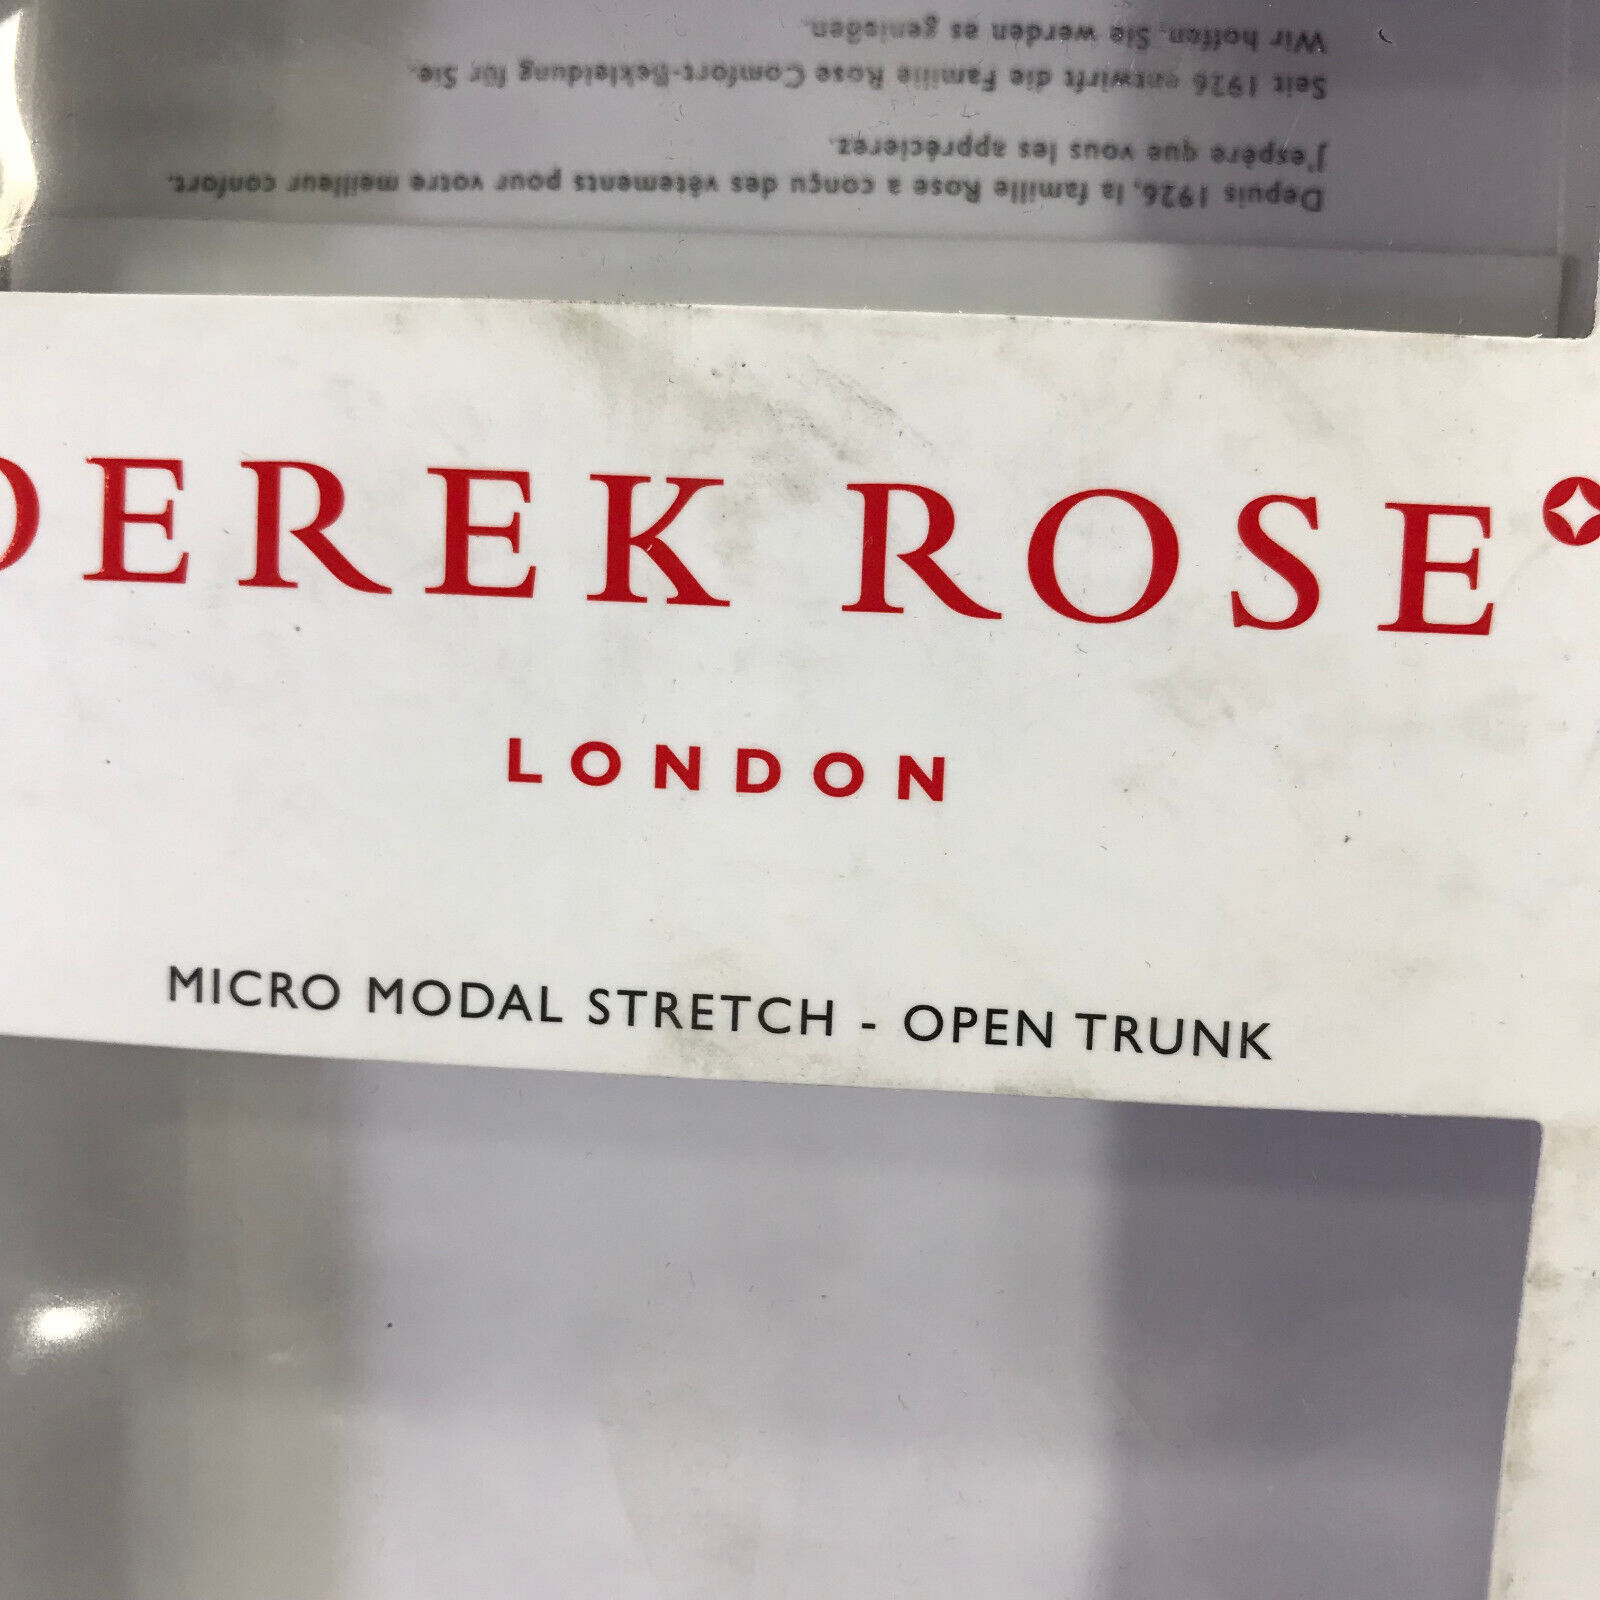 Wir hoffen, Sie werden es genießen.
Seit 1926 entwirft die Familie Rose Comfort-Bekleidung für Sie.
j'espère que vous les apprécierez.
Depuis 1926, la famille Rose a conçu des vêtements pour votre meilleur confort.
DEREK ROSE
LONDON
MICRO MODAL STRETCH - OPEN TRUNK